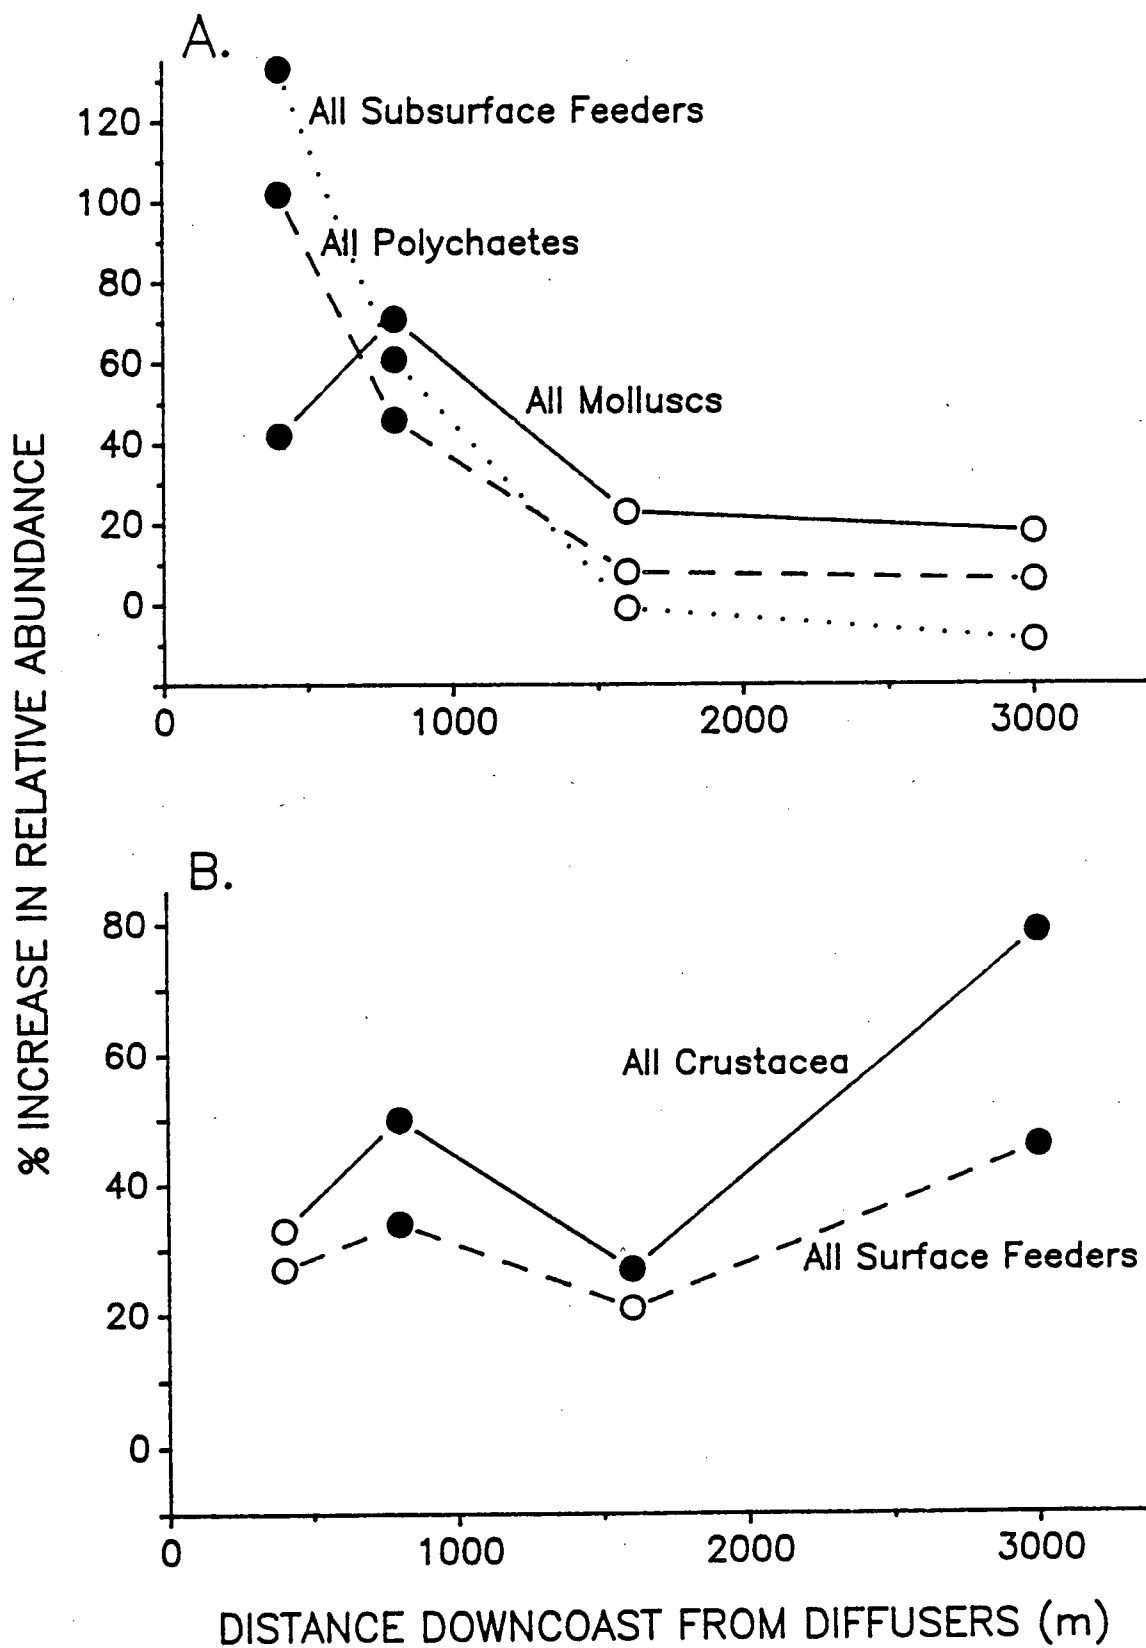 A.
% INCREASE IN RELATIVE ABUNDANCE
120
100
80
60
40
20
0
All Subsurface Feeders
All Polychaetes
All Molluscs
0 1000 2000 3000
B.
80
60
40
20
0
All Crustacea
All Surface Feeders
0 1000 2000 3000
DISTANCE DOWNCOAST FROM DIFFUSERS (m)